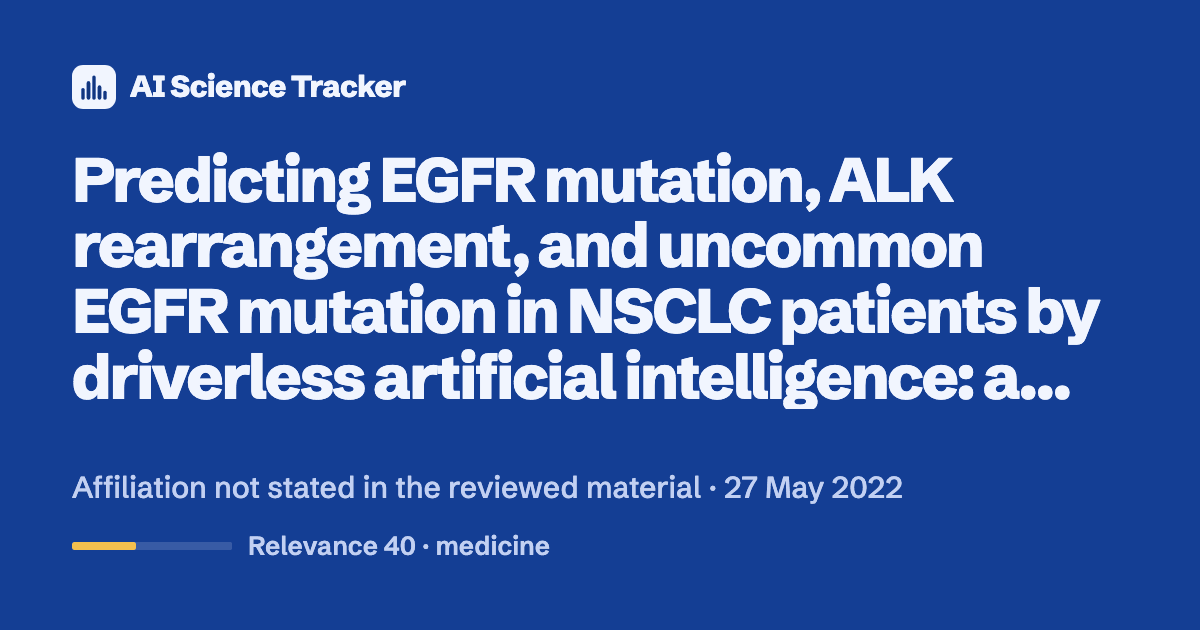 AI Science Tracker
Predicting EGFR mutation, ALK
rearrangement, and uncommon
EGFR mutation in NSCLC patients by
driverless artificial intelligence: a...
Affiliation not stated in the reviewed material · 27 May 2022
Relevance 40 · medicine